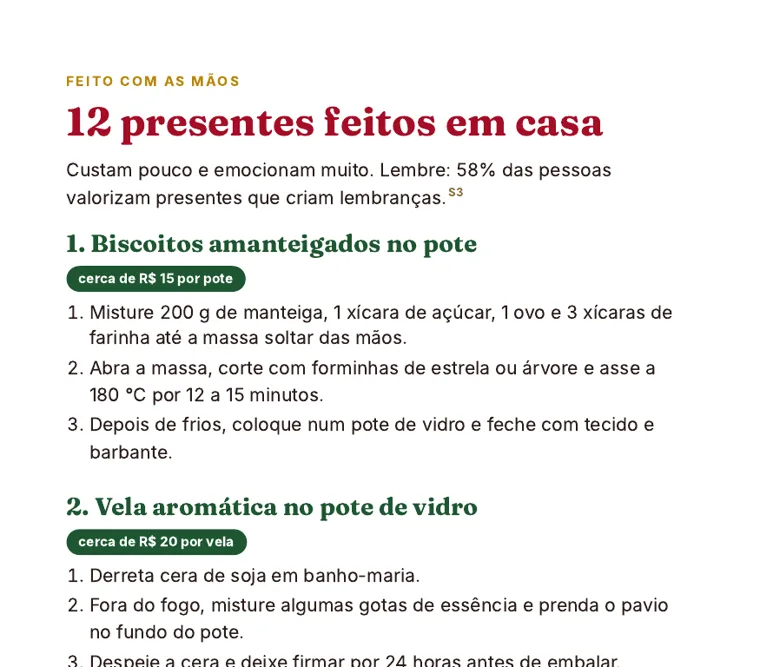 FEITO COM AS MÃOS
12 presentes feitos em casa
Custam pouco e emocionam muito. Lembre: 58% das pessoas
valorizam presentes que criam lembranças.S3
1. Biscoitos amanteigados no pote
cerca de R$ 15 por pote
1. Misture 200 g de manteiga, 1 xícara de açúcar, 1 ovo e 3 xícaras de
farinha até a massa soltar das mãos.
2. Abra a massa, corte com forminhas de estrela ou árvore e asse a
180 °C por 12 a 15 minutos.
3. Depois de frios, coloque num pote de vidro e feche com tecido e
barbante.
2. Vela aromática no pote de vidro
cerca de R$ 20 por vela
1. Derreta cera de soja em banho-maria.
2. Fora do fogo, misture algumas gotas de essência e prenda o pavio
no fundo do pote.
3. Despeje a cera e deixe firmar por 24 horas antes de embalar.